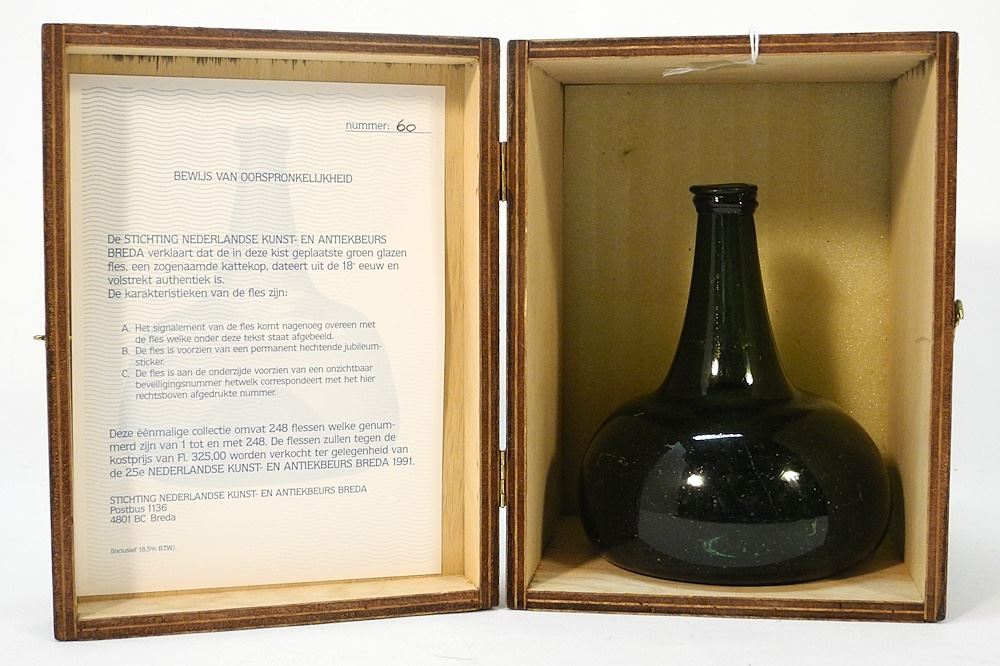 nummer: 60
BEWIJS VAN OORSPRONKELIJKHEID
De STICHTING NEDERLANDSE KUNST- EN ANTIEKBEURS
BREDA verklaart dat de in deze kist geplaatste groen glazen
fles, een zogenaamde kattekop, dateert uit de 18e eeuw en
volstrekt authentiek is.
De karakteristieken van de fles zijn:
A. Het signalement van de fles komt nagenoeg overeen met
de fles welke onder deze tekst staat afgebeeld.
B. De fles is voorzien van een permanent hechtende jubileum-
sticker.
C. De fles is aan de onderzijde voorzien van een onzichtbaar
beveiligingsnummer hetwelk correspondeert met het hier
rechtsboven afgedrukte nummer.
Deze éénmalige collectie omvat 248 flessen welke genum-
merd zijn van 1 tot en met 248. De flessen zullen tegen de
kostprijs van Fl. 325,00 worden verkocht ter gelegenheid van
de 25e NEDERLANDSE KUNST- EN ANTIEKBEURS BREDA 1991.
STICHTING NEDERLANDSE KUNST- EN ANTIEKBEURS BREDA
Postbus 1136
4801 BC Breda
(Inclusief 18.5% B.T.W.)